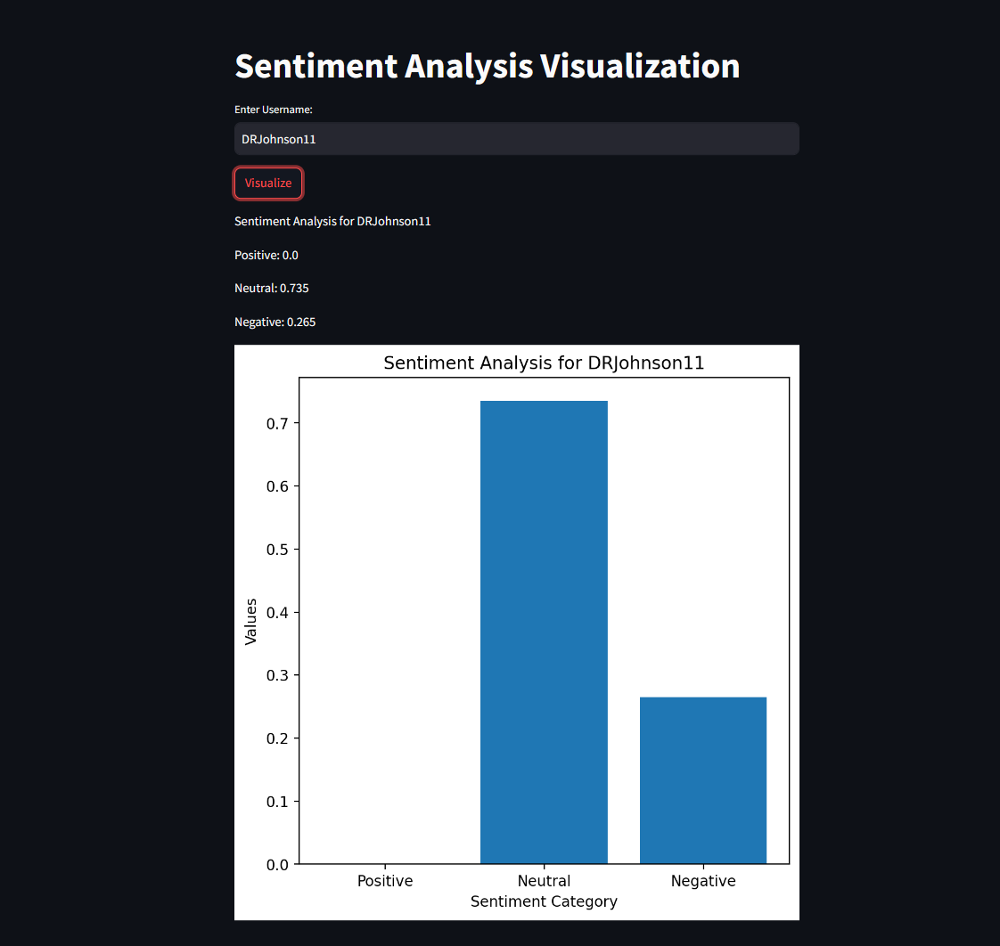 Sentiment Analysis Visualization
Enter Username:
DRJohnson11
Visualize
Sentiment Analysis for DRJohnson11
Positive: 0.0
Neutral: 0.735
Negative: 0.265
Sentiment Analysis for DRJohnson11
0.7
0.6
0.5
0.4
0.3
0.2
0.1
0.0
Values
Positive Neutral Negative
Sentiment Category